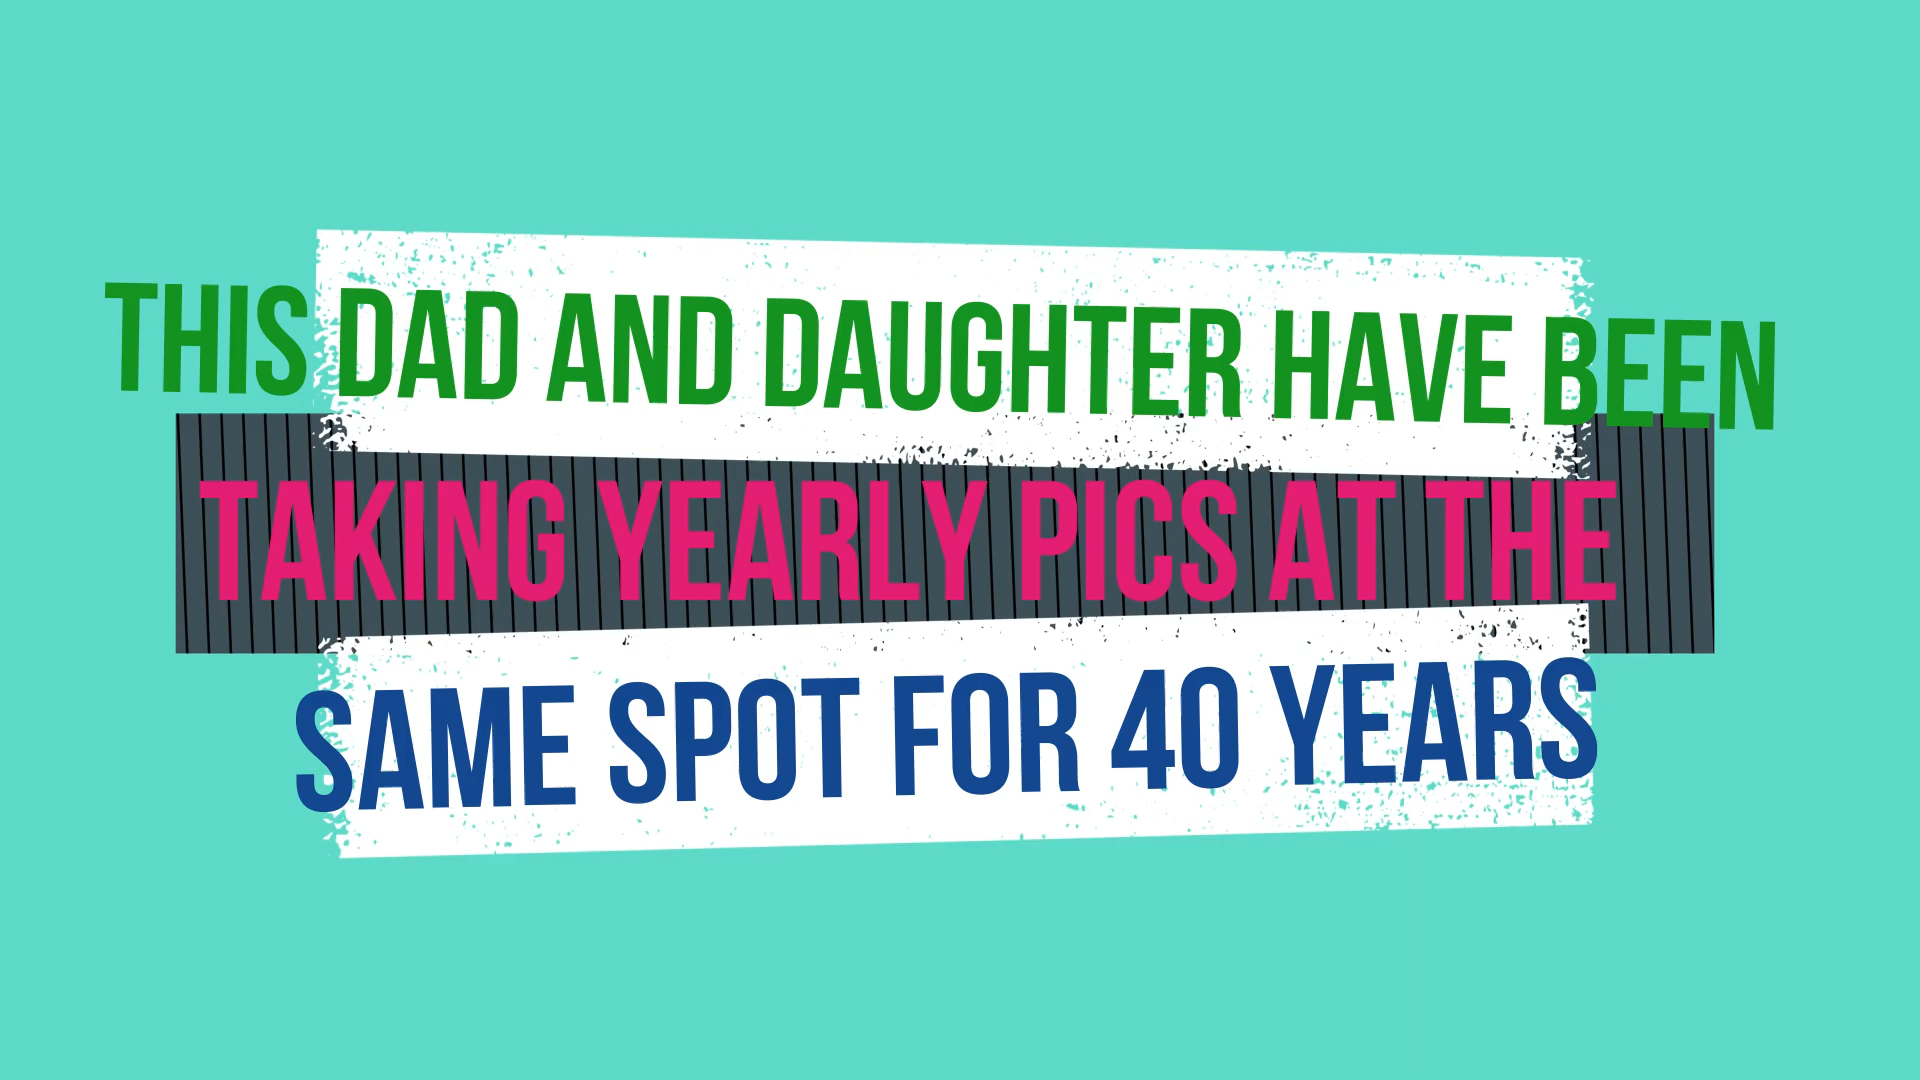 THIS DAD AND DAUGHTER HAVE BEEN
TAKING YEARLY PICS AT THE
SAME SPOT FOR 40 YEARS